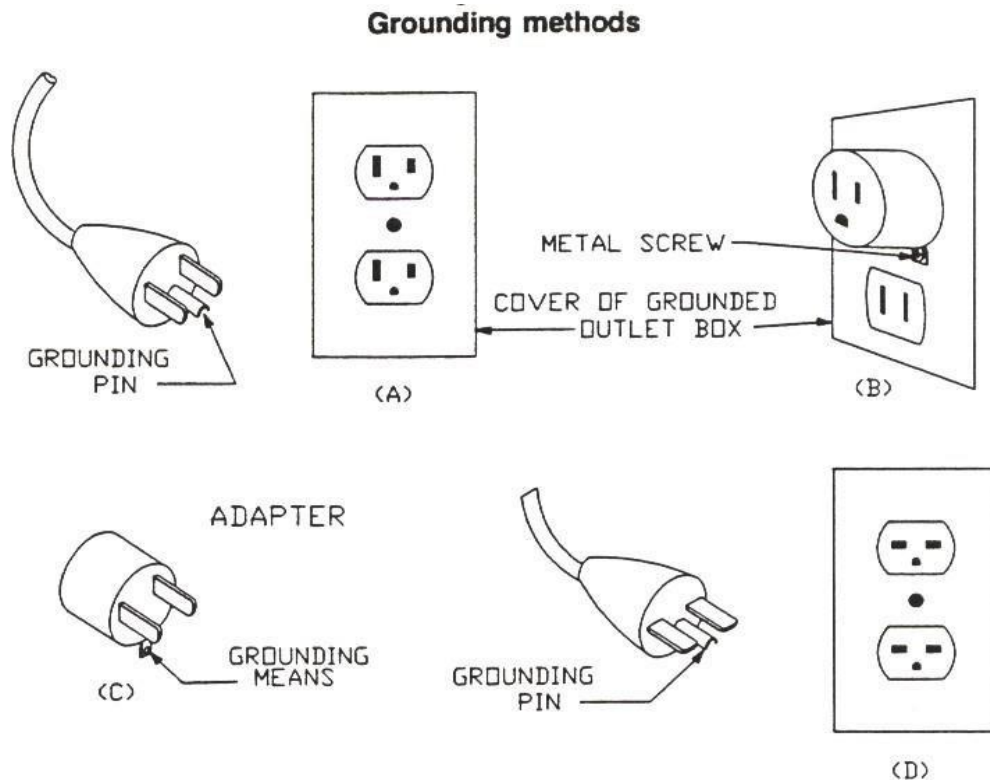 Grounding methods
METAL SCREW
COVER OF GROUNDED
OUTLET BOX
GROUNDING
PIN
(A)
(B)
ADAPTER
GROUNDING
MEANS
(C)
GROUNDING
PIN
(D)